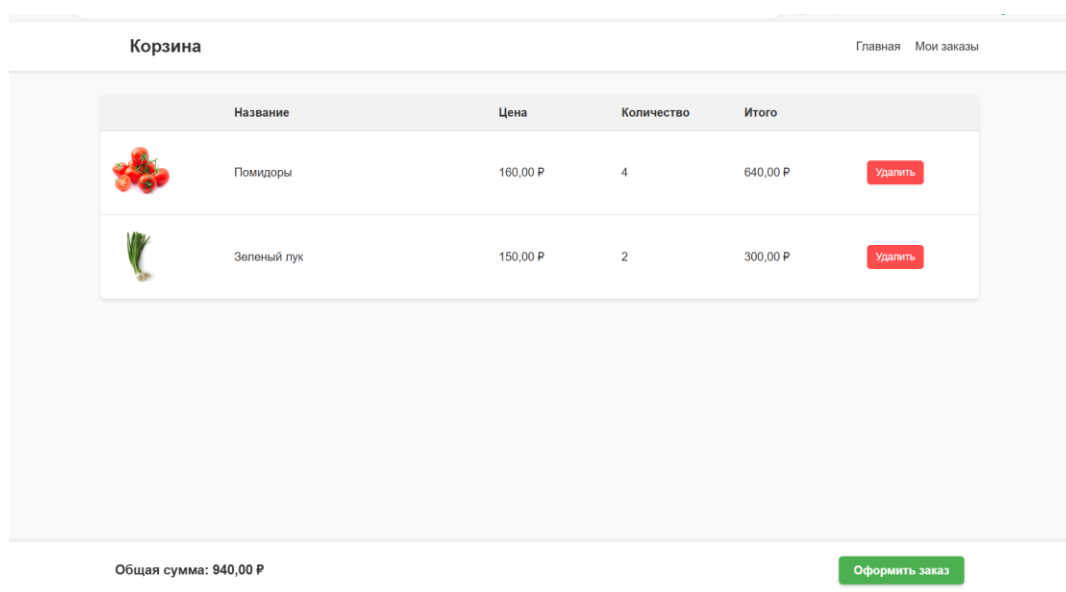 Корзина
Главная Мои заказы
Название Цена Количество Итого
Помидоры 160,00 ₽ 4 640,00 ₽ Удалить
Зеленый лук 150,00 ₽ 2 300,00 ₽ Удалить
Общая сумма: 940,00 ₽ Оформить заказ